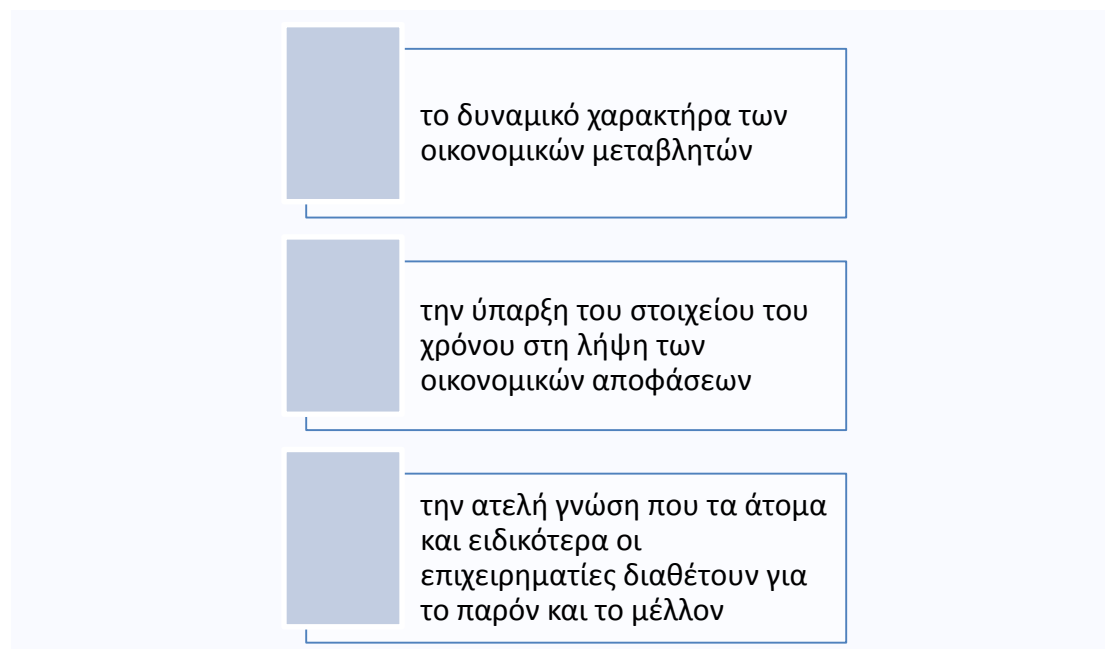 το δυναμικό χαρακτήρα των
οικονομικών μεταβλητών
την ύπαρξη του στοιχείου του
χρόνου στη λήψη των
οικονομικών αποφάσεων
την ατελή γνώση που τα άτομα
και ειδικότερα οι
επιχειρηματίες διαθέτουν για
το παρόν και το μέλλον